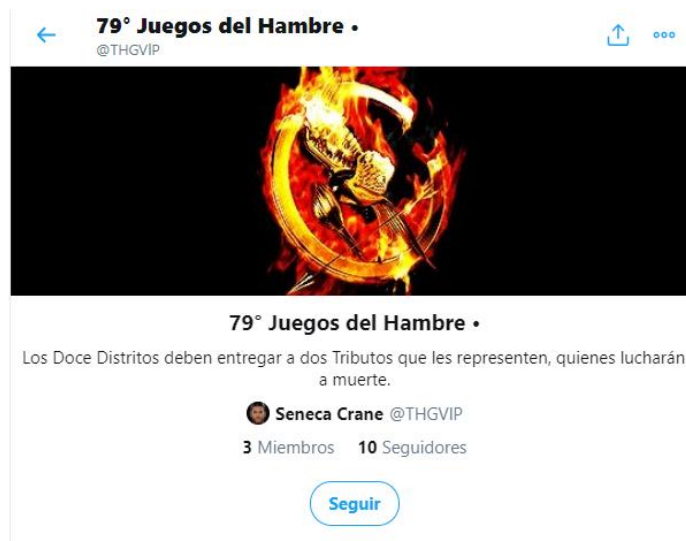 79° Juegos del Hambre •
@THGVIP
79° Juegos del Hambre •
Los Doce Distritos deben entregar a dos Tributos que les representen, quienes lucharán
a muerte.
Seneca Crane @THGVIP
3 Miembros 10 Seguidores
Seguir